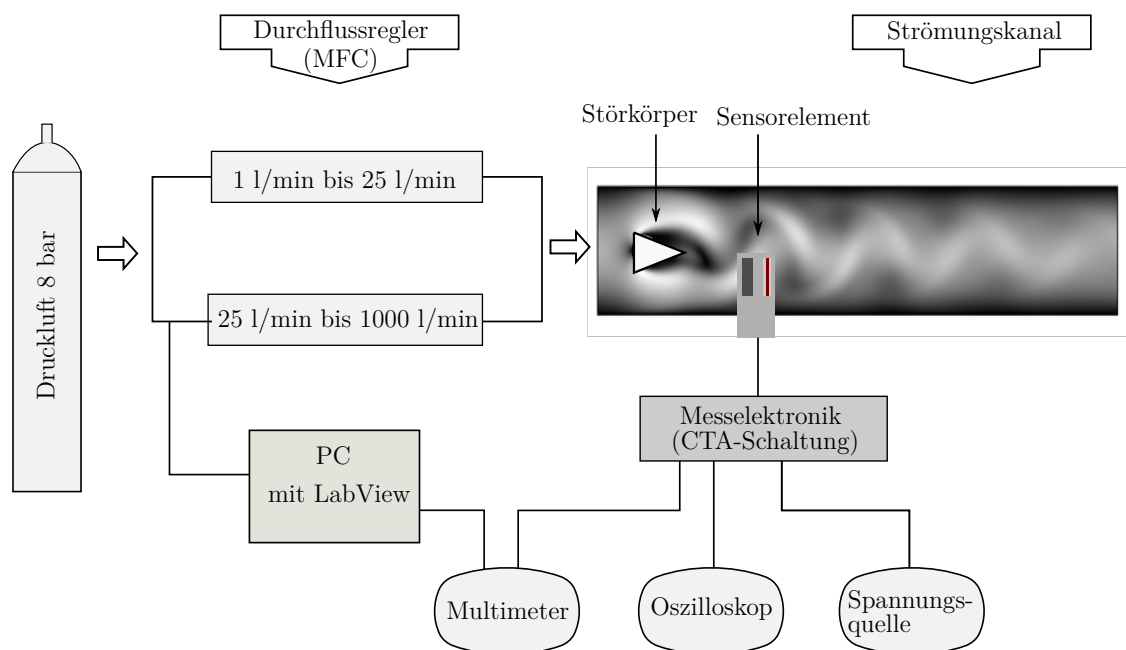 Durchflussregler
(MFC)
Strömungskanal
Störkörper
Sensorelement
1 l/min bis 25 l/min
Druckluft 8 bar
25 l/min bis 1000 l/min
Messelektronik
(CTA-Schaltung)
PC
mit LabView
Multimeter
Oszilloskop
Spannungs-
quelle